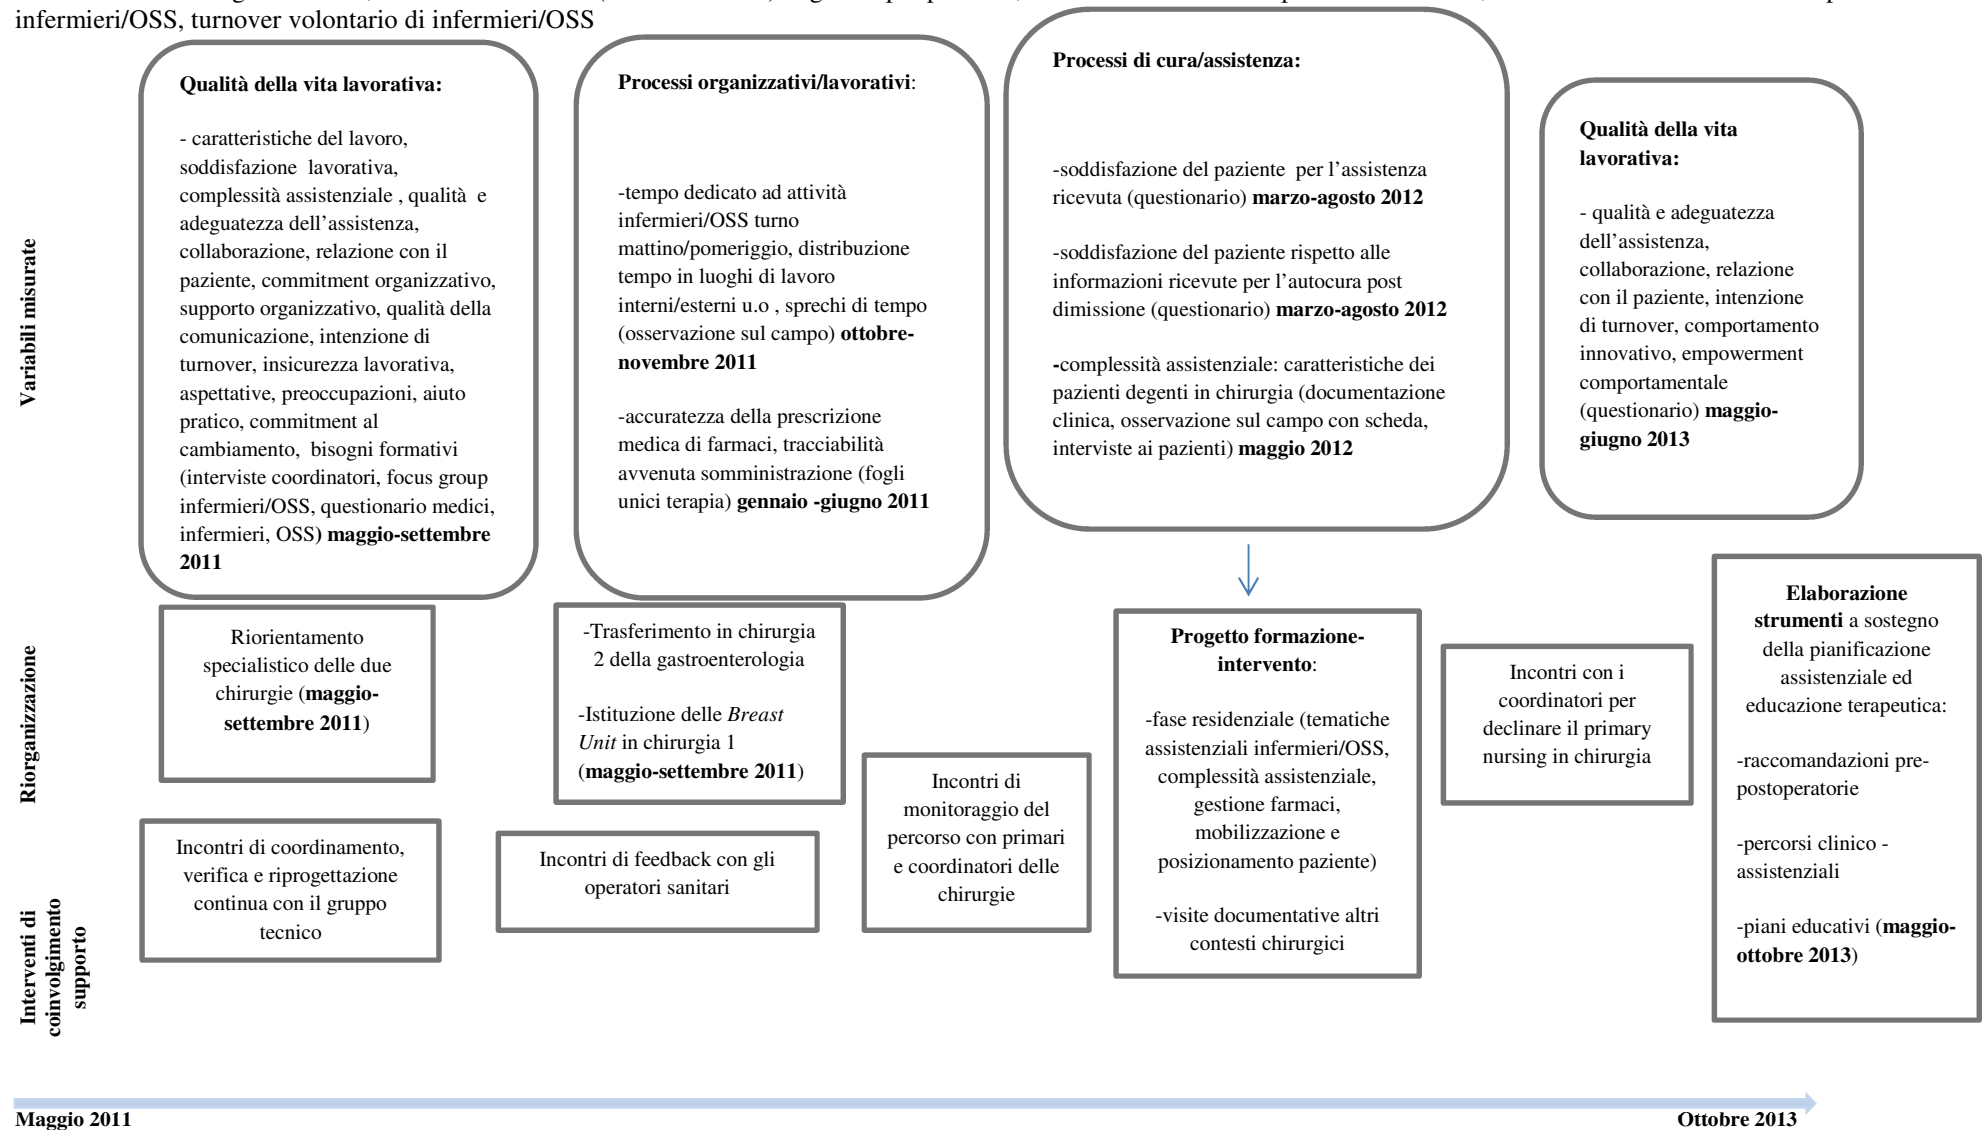 infermieri/OSS, turnover volontario di infermieri/OSS
Variabili misurate
Qualità della vita lavorativa:
- caratteristiche del lavoro,
soddisfazione lavorativa,
complessità assistenziale , qualità e
adeguatezza dell’assistenza,
collaborazione, relazione con il
paziente, commitment organizzativo,
supporto organizzativo, qualità della
comunicazione, intenzione di
turnover, insicurezza lavorativa,
aspettative, preoccupazioni, aiuto
pratico, commitment al
cambiamento, bisogni formativi
(interviste coordinatori, focus group
infermieri/OSS, questionario medici,
infermieri, OSS) maggio-settembre
2011
Processi organizzativi/lavorativi:
-tempo dedicato ad attività
infermieri/OSS turno
mattino/pomeriggio, distribuzione
tempo in luoghi di lavoro
interni/esterni u.o , sprechi di tempo
(osservazione sul campo) ottobre-
novembre 2011
-accuratezza della prescrizione
medica di farmaci, tracciabilità
avvenuta somministrazione (fogli
unici terapia) gennaio -giugno 2011
Processi di cura/assistenza:
-soddisfazione del paziente per l’assistenza
ricevuta (questionario) marzo-agosto 2012
-soddisfazione del paziente rispetto alle
informazioni ricevute per l’autocura post
dimissione (questionario) marzo-agosto 2012
-complessità assistenziale: caratteristiche dei
pazienti degenti in chirurgia (documentazione
clinica, osservazione sul campo con scheda,
interviste ai pazienti) maggio 2012
Qualità della vita
lavorativa:
- qualità e adeguatezza
dell’assistenza,
collaborazione, relazione
con il paziente, intenzione
di turnover, comportamento
innovativo, empowerment
comportamentale
(questionario) maggio-
giugno 2013
Riorganizzazione
Riorientamento
specialistico delle due
chirurgie (maggio-
settembre 2011)
-Trasferimento in chirurgia
2 della gastroenterologia
-Istituzione delle Breast
Unit in chirurgia 1
(maggio-settembre 2011)
Interventi di
coinvolgimento
supporto
Incontri di coordinamento,
verifica e riprogettazione
continua con il gruppo
tecnico
Incontri di feedback con gli
operatori sanitari
Incontri di
monitoraggio del
percorso con primari
e coordinatori delle
chirurgie
Progetto formazione-
intervento:
-fase residenziale (tematiche
assistenziali infermieri/OSS,
complessità assistenziale,
gestione farmaci,
mobilizzazione e
posizionamento paziente)
-visite documentative altri
contesti chirurgici
Incontri con i
coordinatori per
declinare il primary
nursing in chirurgia
Elaborazione
strumenti a sostegno
della pianificazione
assistenziale ed
educazione terapeutica:
-raccomandazioni pre-
postoperatorie
-percorsi clinico -
assistenziali
-piani educativi (maggio-
ottobre 2013)
Maggio 2011
Ottobre 2013